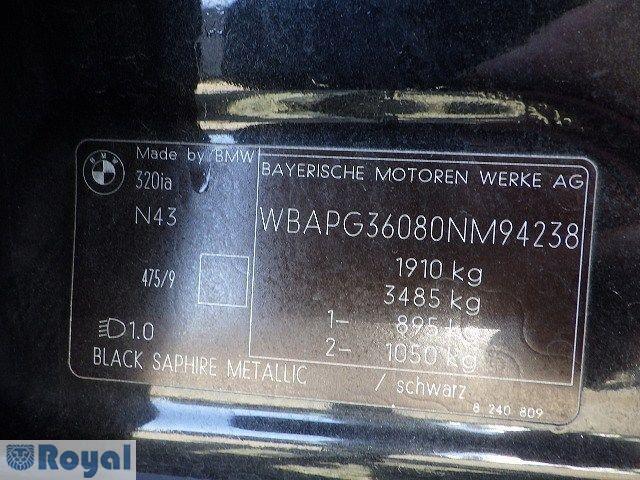 BMW
Made by BMW
320ia
N43
475/9
1.0
BLACK SAPHIRE METALLIC / schwarz
BAYERISCHE MOTOREN WERKE AG
WBAPG36080NM94238
1910 kg
3485 kg
1- 895 kg
2- 1050 kg
8 240 809
Royal